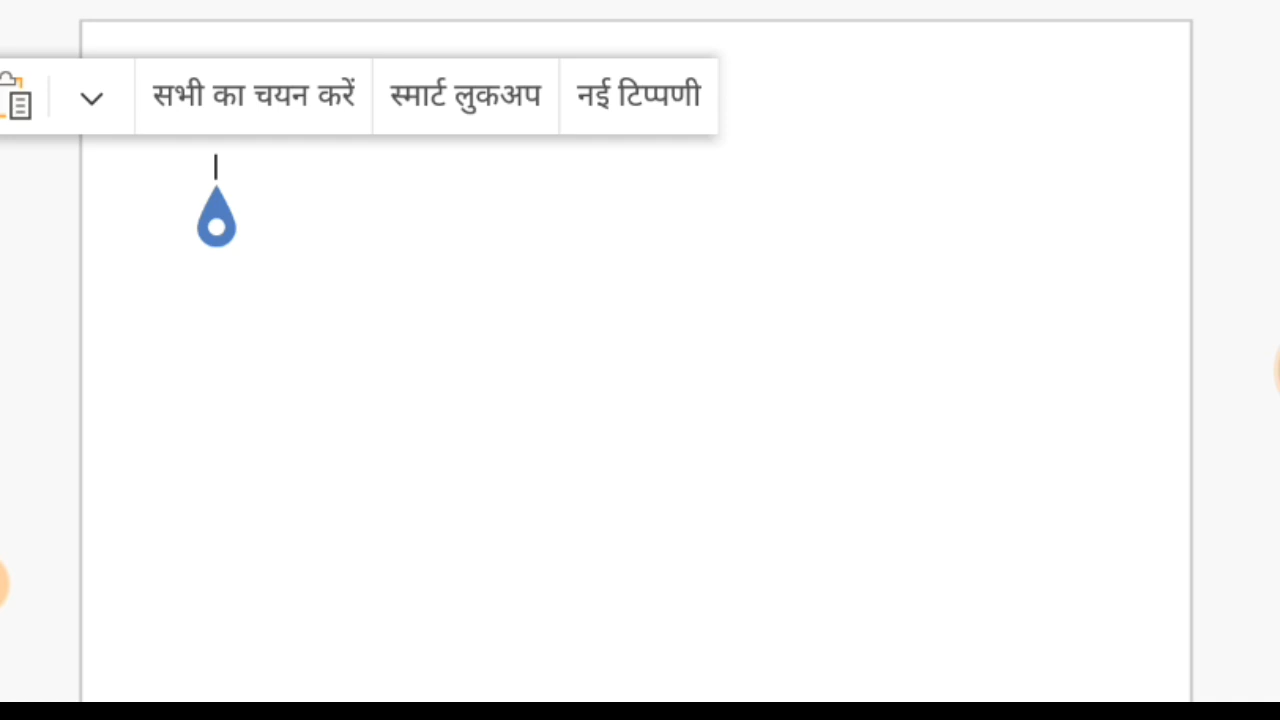 सभी का चयन करें स्मार्ट लुकअप नई टिप्पणी